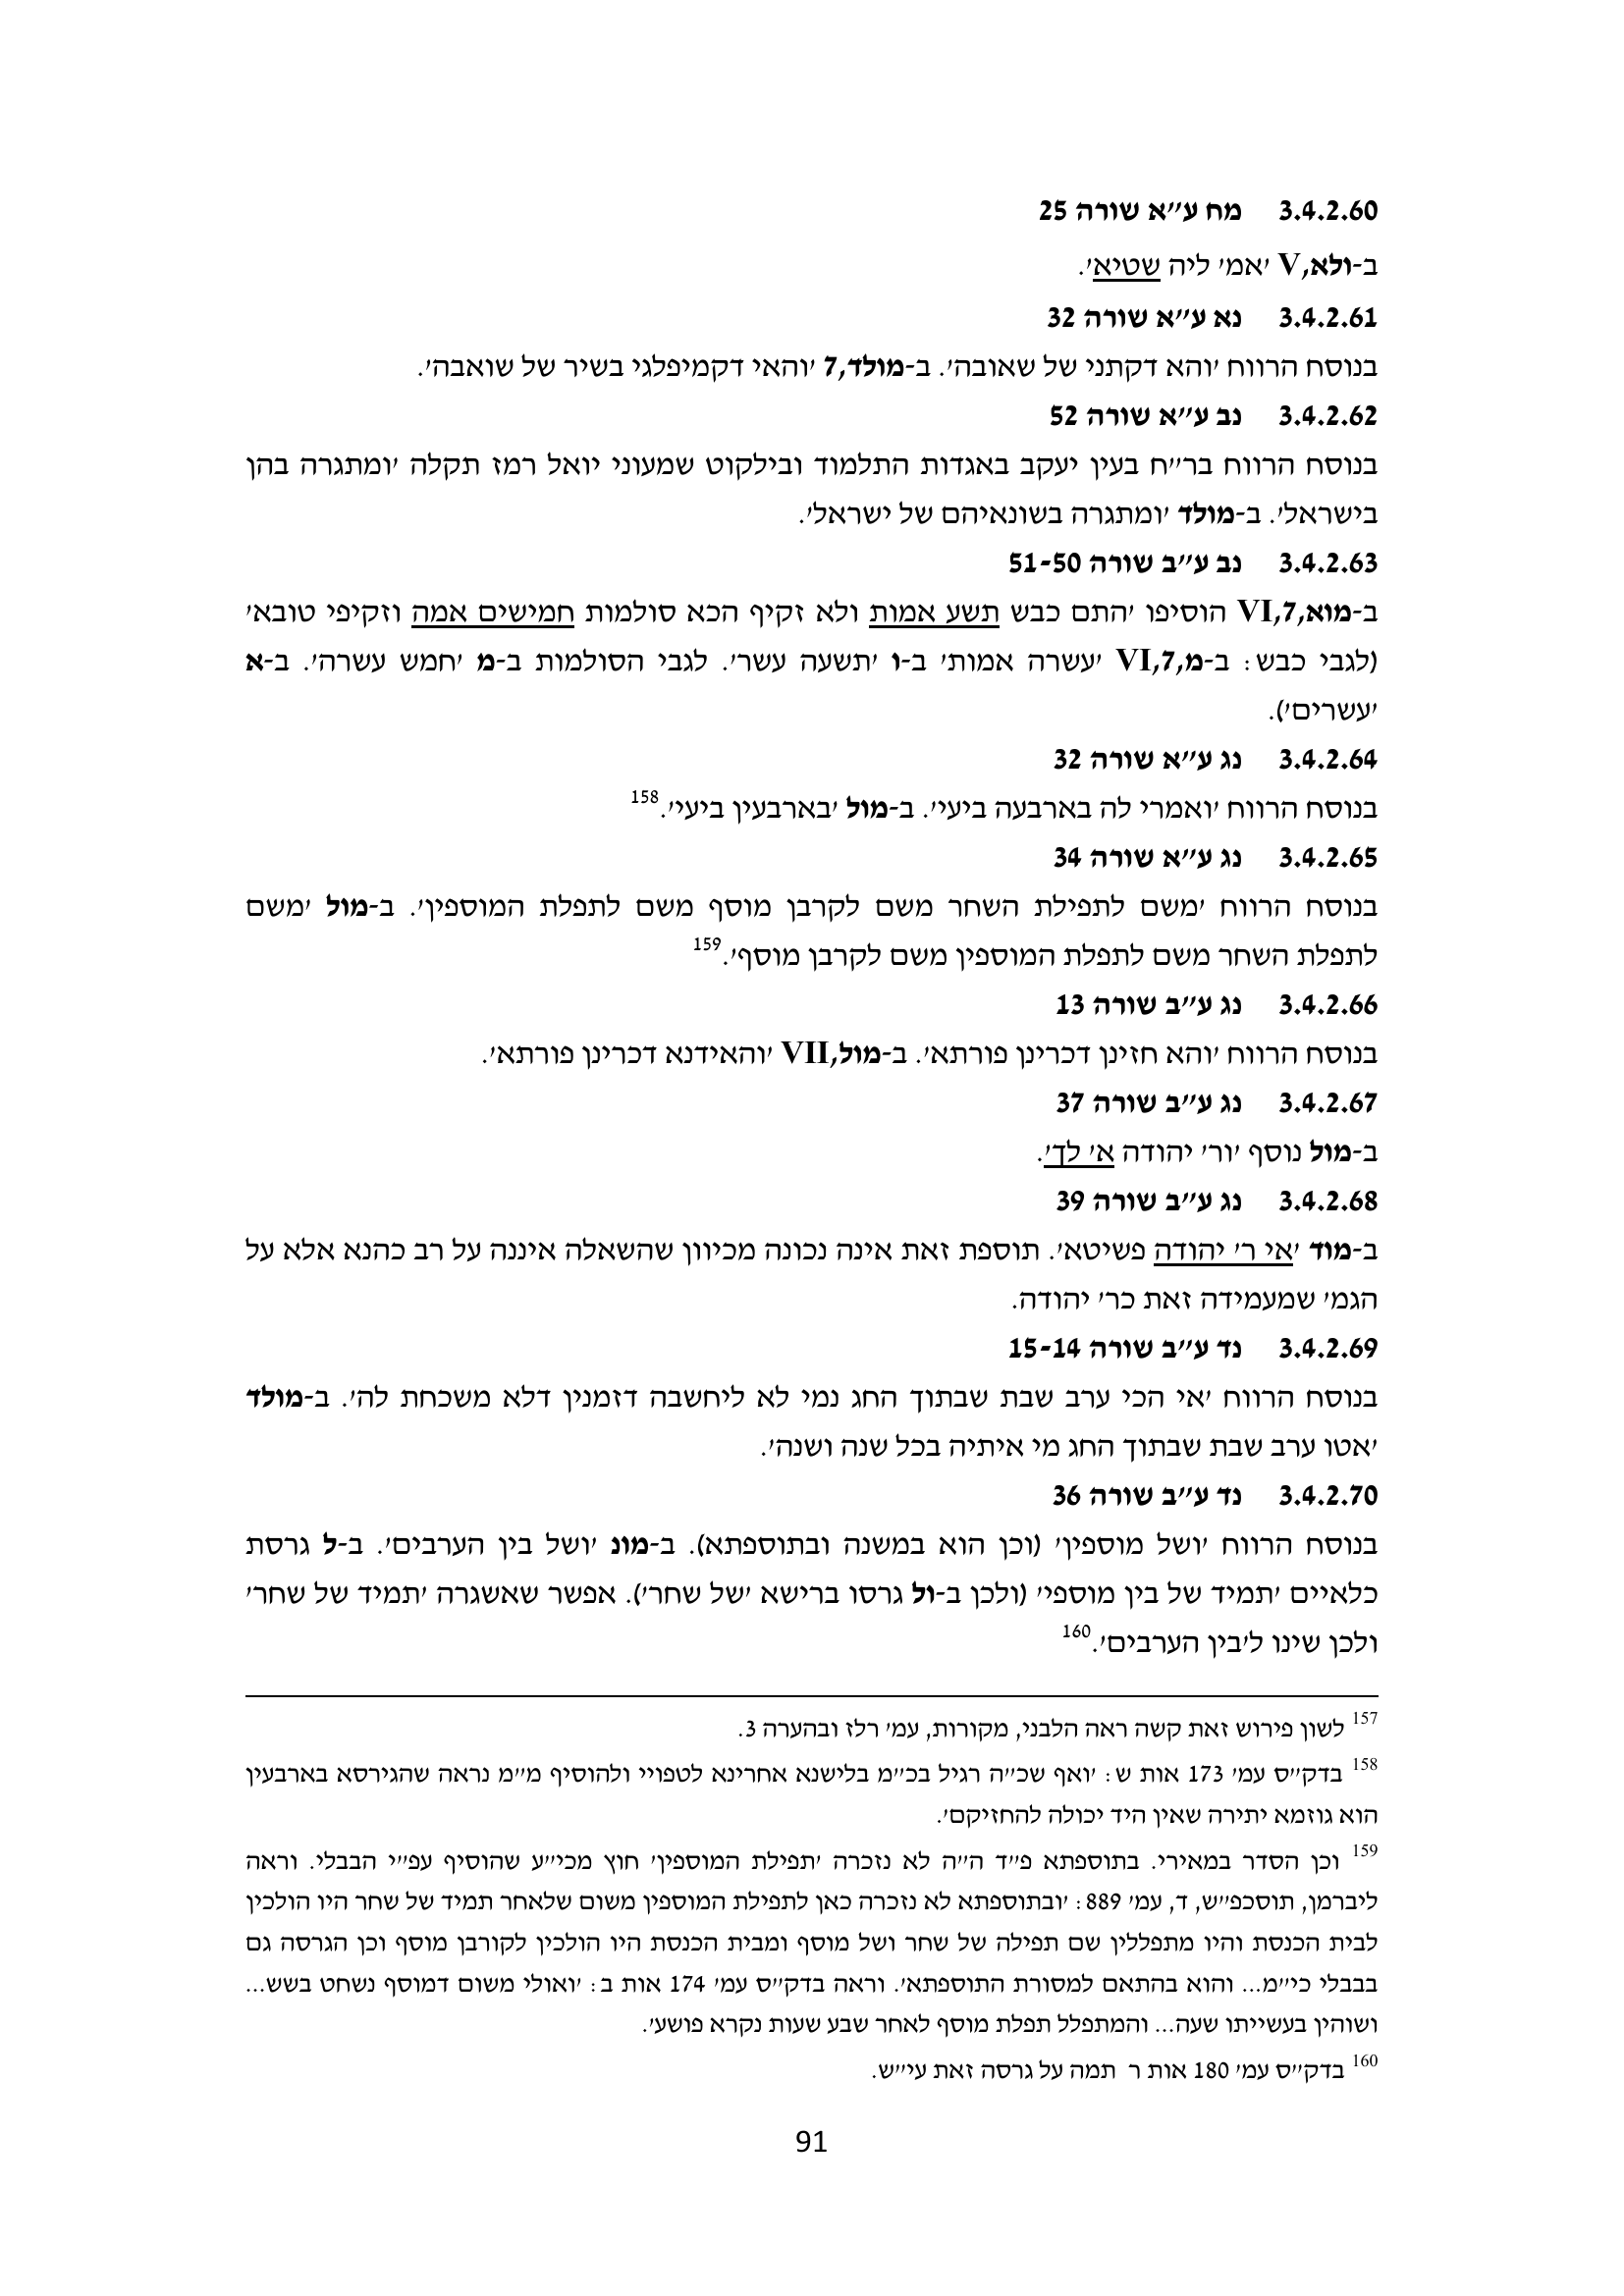 3.4.2.60 מח ע״א שורה 25
ב-ולא,V ׳אמ׳ ליה שטיא׳.
3.4.2.61 נא ע״א שורה 32
בנוסח הרווח ׳והא דקתני של שאובה׳. ב-מולד,7 ׳והאי דקמיפלגי בשיר של שואבה׳.
3.4.2.62 נב ע״א שורה 52
בנוסח הרווח בר״ח בעין יעקב באגדות התלמוד ובילקוט שמעוני יואל רמז תקלה ׳ומתגרה בהן
בישראל׳. ב-מולד ׳ומתגרה בשונאיהם של ישראל׳.
3.4.2.63 נב ע״ב שורה 51-50
ב-מוא,7,VI הוסיפו ׳התם כבש תשע אמות ולא זקיף הכא סולמות חמישים אמה וזקיפי טובא׳
(לגבי כבש: ב-מ,7,VI ׳עשרה אמות׳ ב-ו ׳תשעה עשר׳. לגבי הסולמות ב-מ ׳חמש עשרה׳. ב-א
׳עשרים׳).
3.4.2.64 נג ע״א שורה 32
בנוסח הרווח ׳ואמרי לה בארבעה ביעי׳. ב-מול ׳בארבעין ביעי׳.158
3.4.2.65 נג ע״א שורה 34
בנוסח הרווח ׳משם לתפילת השחר משם לקרבן מוסף משם לתפלת המוספין׳. ב-מול ׳משם
לתפלת השחר משם לתפלת המוספין משם לקרבן מוסף׳.159
3.4.2.66 נג ע״ב שורה 13
בנוסח הרווח ׳והא חזינן דכרינן פורתא׳. ב-מול,VII ׳והאידנא דכרינן פורתא׳.
3.4.2.67 נג ע״ב שורה 37
ב-מול נוסף ׳ור׳ יהודה א׳ לך׳.
3.4.2.68 נג ע״ב שורה 39
ב-מוד ׳אי ר׳ יהודה פשיטא׳. תוספת זאת אינה נכונה מכיוון שהשאלה איננה על רב כהנא אלא על
הגמ׳ שמעמידה זאת כר׳ יהודה.
3.4.2.69 נד ע״ב שורה 15-14
בנוסח הרווח ׳אי הכי ערב שבת שבתוך החג נמי לא ליחשבה דזמנין דלא משכחת לה׳. ב-מולד
׳אטו ערב שבת שבתוך החג מי איתיה בכל שנה ושנה׳.
3.4.2.70 נד ע״ב שורה 36
בנוסח הרווח ׳ושל מוספין׳ (וכן הוא במשנה ובתוספתא). ב-מונ ׳ושל בין הערבים׳. ב-ל גרסת
כלאיים ׳תמיד של בין מוספי׳ (ולכן ב-ול גרסו ברישא ׳של שחר׳). אפשר שאשגרה ׳תמיד של שחר׳
ולכן שינו ל׳בין הערבים׳.160
157 לשון פירוש זאת קשה ראה הלבני, מקורות, עמ׳ רלז ובהערה 3.
158 בדק״ס עמ׳ 173 אות ש: ׳ואף שכ״ה רגיל בכ״מ בלישנא אחרינא לטפויי ולהוסיף מ״מ נראה שהגירסא בארבעין
הוא גוזמא יתירה שאין היד יכולה להחזיקם׳.
159 וכן הסדר במאירי. בתוספתא פ״ד ה״ה לא נזכרה ׳תפילת המוספין׳ חוץ מכי״ע שהוסיף עפ״י הבבלי. וראה
ליברמן, תוסכפ״ש, ד, עמ׳ 889: ׳ובתוספתא לא נזכרה כאן לתפילת המוספין משום שלאחר תמיד של שחר היו הולכין
לבית הכנסת והיו מתפללין שם תפילה של שחר ושל מוסף ומבית הכנסת היו הולכין לקורבן מוסף וכן הגרסה גם
בבבלי כי״מ... והוא בהתאם למסורת התוספתא׳. וראה בדק״ס עמ׳ 174 אות ב: ׳ואולי משום דמוסף נשחט בשש...
ושוהין בעשייתו שעה... והמתפלל תפלת מוסף לאחר שבע שעות נקרא פושע׳.
160 בדק״ס עמ׳ 180 אות ר תמה על גרסה זאת עי״ש.
91